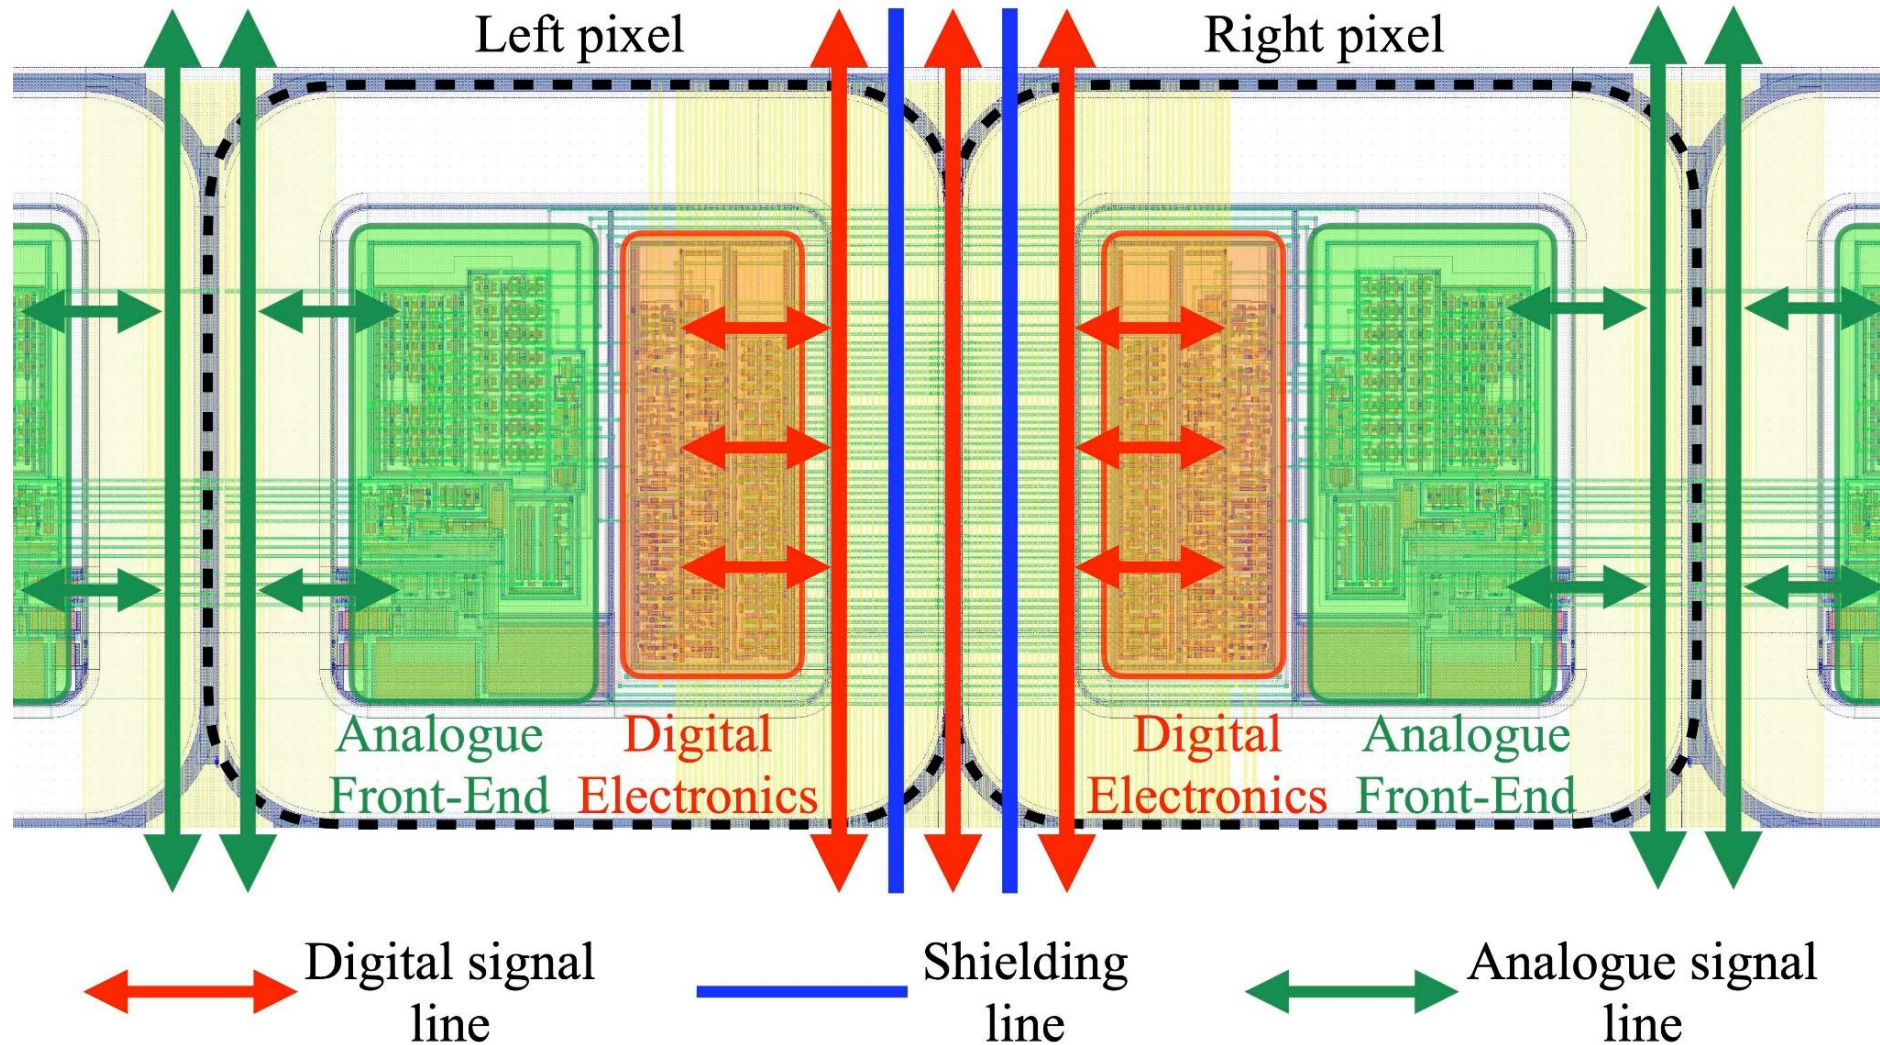 Left pixel
Right pixel
Analogue
Front-End
Digital
Electronics
Digital
Electronics
Analogue
Front-End
Digital signal
line
Shielding
line
Analogue signal
line